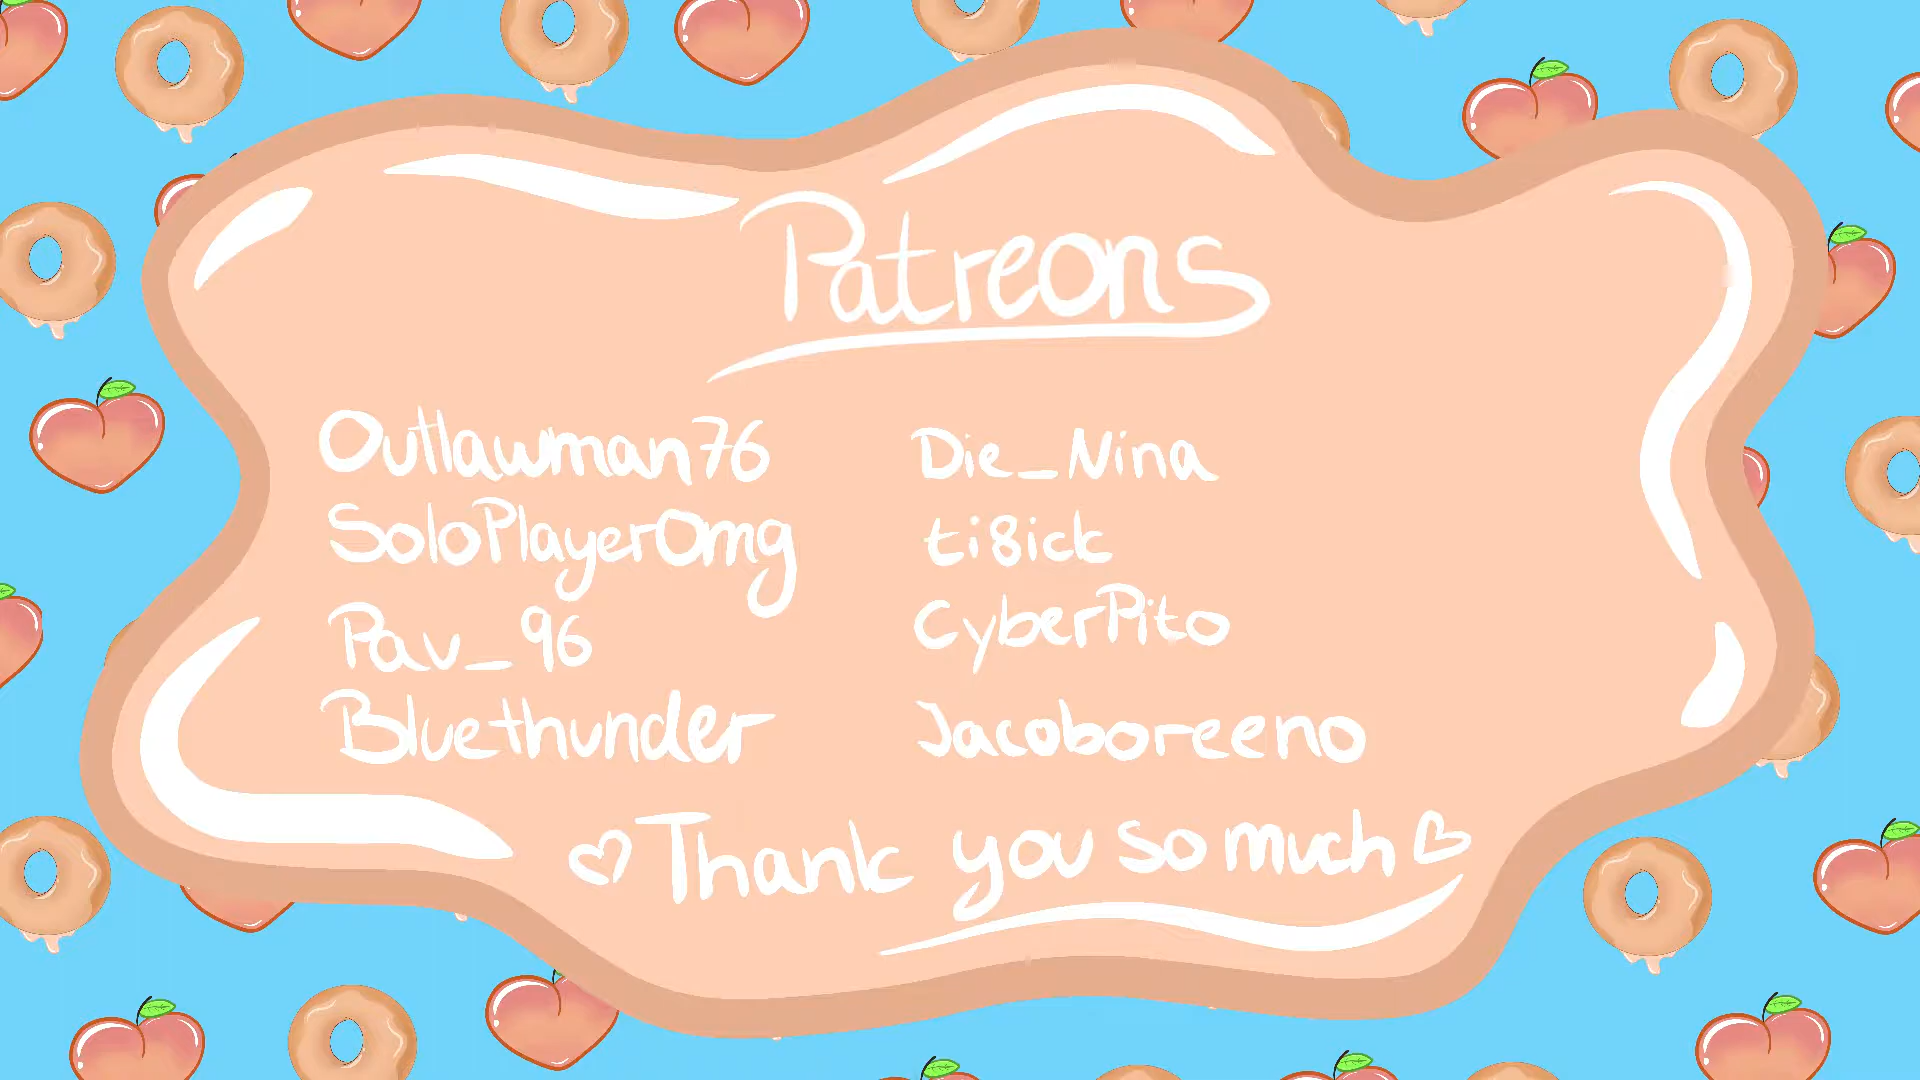 Patreons
Outlawman76
SoloPlayerOmg
Pav_96
Bluethunder
Die_Nina
ti8ick
CyberPito
Jacoboreeno
♡ Thank you so much ♡